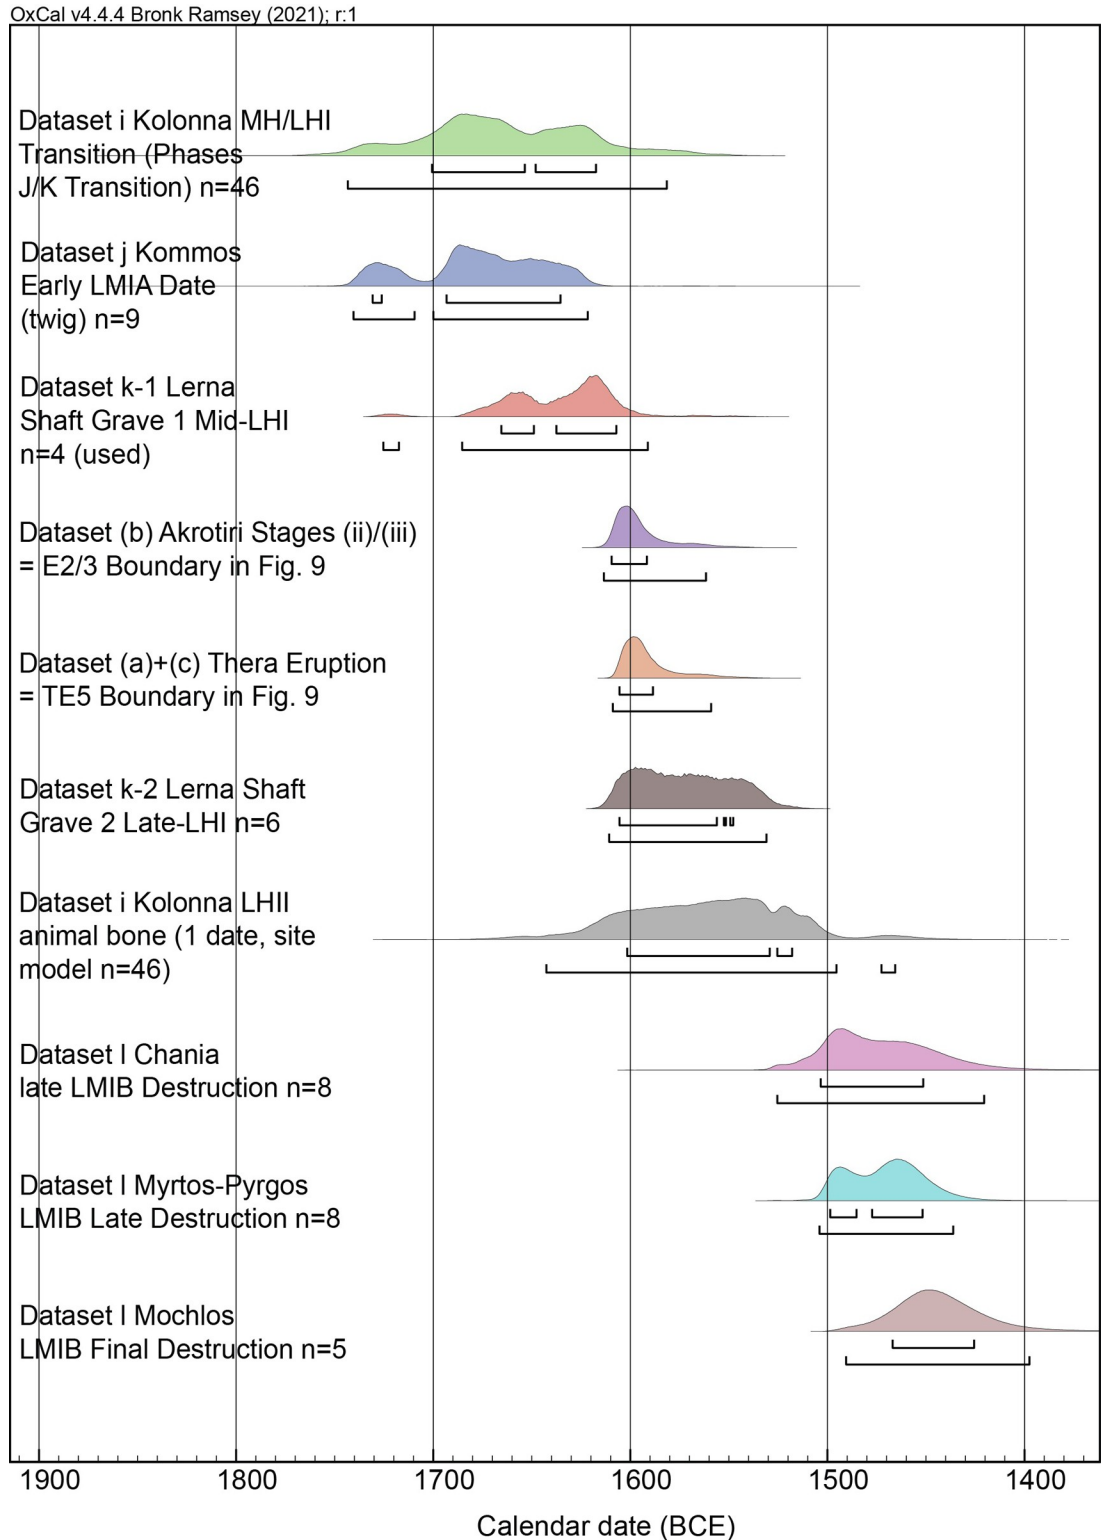 OxCal v4.4.4 Bronk Ramsey (2021); r:1
Dataset i Kolonna MH/LHI
Transition (Phases
J/K Transition) n=46
Dataset j Kommos
Early LMIA Date
(twig) n=9
Dataset k-1 Lerna
Shaft Grave 1 Mid-LHI
n=4 (used)
Dataset (b) Akrotiri Stages (ii)/(iii)
= E2/3 Boundary in Fig. 9
Dataset (a)+(c) Thera Eruption
= TE5 Boundary in Fig. 9
Dataset k-2 Lerna Shaft
Grave 2 Late-LHI n=6
Dataset i Kolonna LHII
animal bone (1 date, site
model n=46)
Dataset l Chania
late LMIB Destruction n=8
Dataset l Myrtos-Pyrgos
LMIB Late Destruction n=8
Dataset l Mochlos
LMIB Final Destruction n=5
1900 1800 1700 1600 1500 1400
Calendar date (BCE)